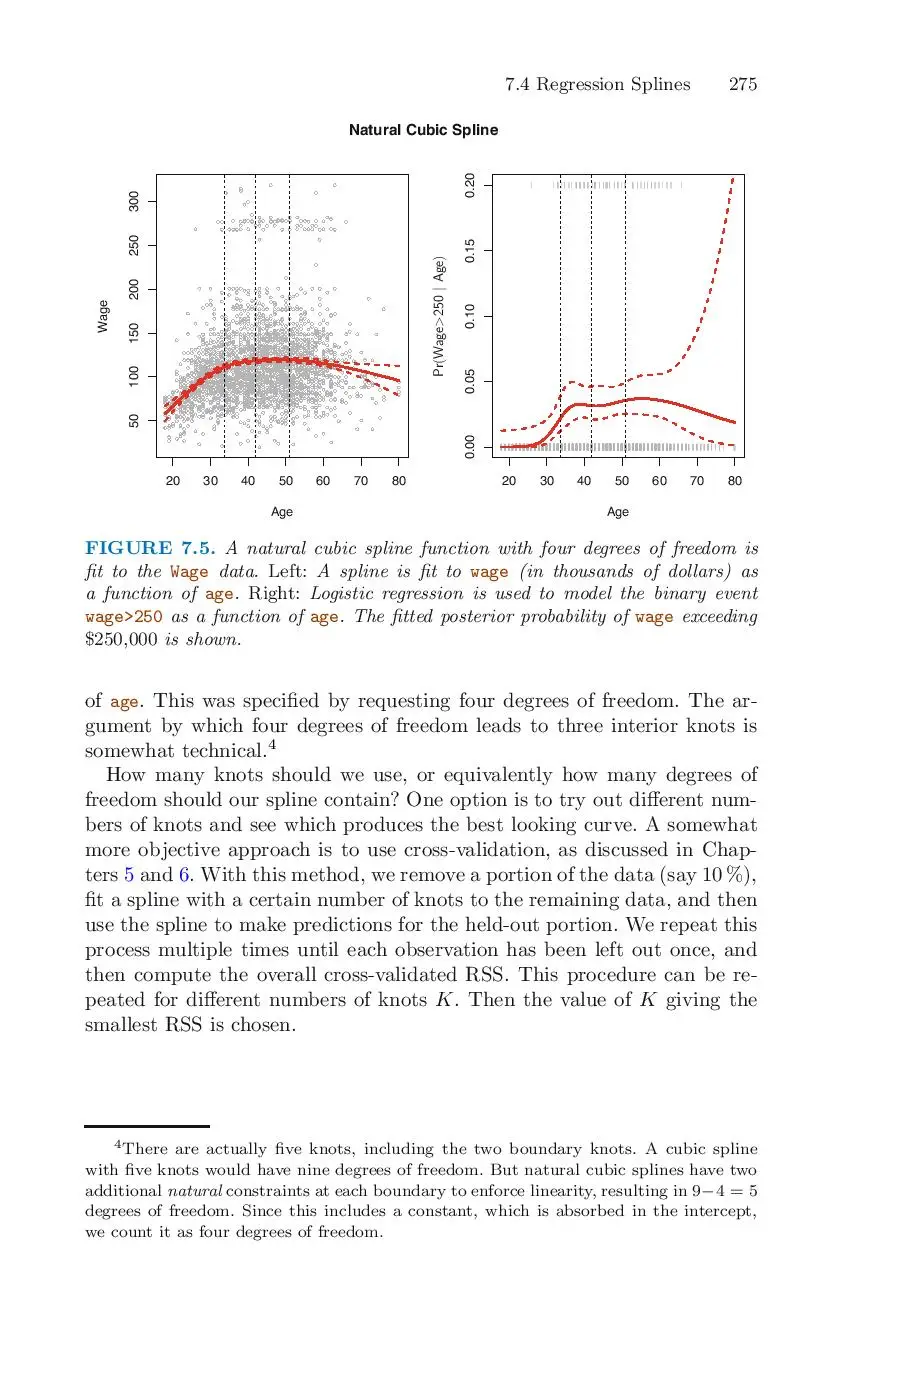 7.4 Regression Splines 275
Natural Cubic Spline
50 100 150 200 250 300
Wage
20 30 40 50 60 70 80
Age
0.00 0.05 0.10 0.15 0.20
Pr(Wage>250 | Age)
20 30 40 50 60 70 80
Age
FIGURE 7.5. A natural cubic spline function with four degrees of freedom is
fit to the Wage data. Left: A spline is fit to wage (in thousands of dollars) as
a function of age. Right: Logistic regression is used to model the binary event
wage>250 as a function of age. The fitted posterior probability of wage exceeding
$250,000 is shown.
of age. This was specified by requesting four degrees of freedom. The ar-
gument by which four degrees of freedom leads to three interior knots is
somewhat technical.4
How many knots should we use, or equivalently how many degrees of
freedom should our spline contain? One option is to try out different num-
bers of knots and see which produces the best looking curve. A somewhat
more objective approach is to use cross-validation, as discussed in Chap-
ters 5 and 6. With this method, we remove a portion of the data (say 10 %),
fit a spline with a certain number of knots to the remaining data, and then
use the spline to make predictions for the held-out portion. We repeat this
process multiple times until each observation has been left out once, and
then compute the overall cross-validated RSS. This procedure can be re-
peated for different numbers of knots K. Then the value of K giving the
smallest RSS is chosen.
4There are actually five knots, including the two boundary knots. A cubic spline
with five knots would have nine degrees of freedom. But natural cubic splines have two
additional natural constraints at each boundary to enforce linearity, resulting in 9−4 = 5
degrees of freedom. Since this includes a constant, which is absorbed in the intercept,
we count it as four degrees of freedom.